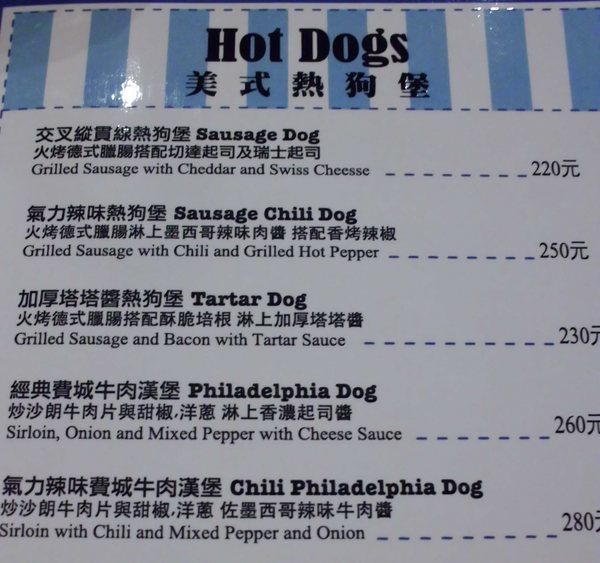 Hot Dogs
美式熱狗堡
交叉縱貫線熱狗堡 Sausage Dog
火烤德式臘腸搭配切達起司及瑞士起司
Grilled Sausage with Cheddar and Swiss Cheesse 220元
氣力辣味熱狗堡 Sausage Chili Dog
火烤德式臘腸淋上墨西哥辣味肉醬 搭配香烤辣椒
Grilled Sausage with Chili and Grilled Hot Pepper 250元
加厚塔塔醬熱狗堡 Tartar Dog
火烤德式臘腸搭配酥脆培根 淋上加厚塔塔醬
Grilled Sausage and Bacon with Tartar Sauce 230元
經典費城牛肉漢堡 Philadelphia Dog
炒沙朗牛肉片與甜椒,洋蔥 淋上香濃起司醬
Sirloin, Onion and Mixed Pepper with Cheese Sauce 260元
氣力辣味費城牛肉漢堡 Chili Philadelphia Dog
炒沙朗牛肉片與甜椒,洋蔥 佐墨西哥辣味牛肉醬
Sirloin with Chili and Mixed Pepper and Onion 280元